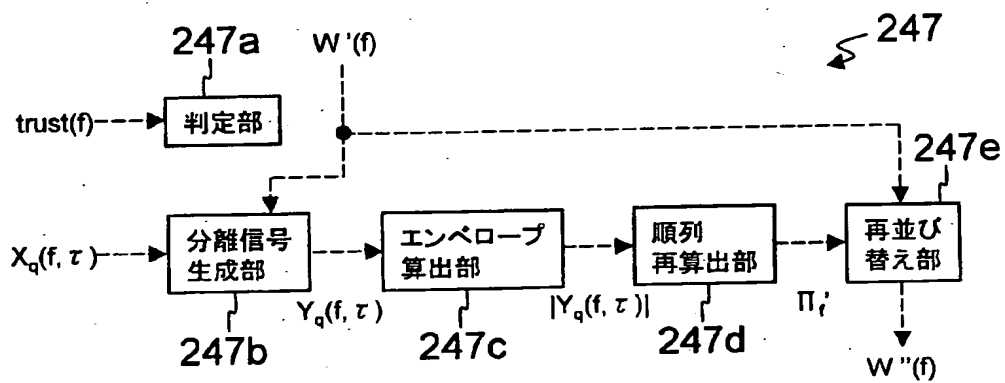 247a
W'(f)
247
trust(f)
判定部
247e
Xq(f, τ)
分離信号
生成部
エンベロープ
算出部
順列
再算出部
再並び
替え部
Yq(f, τ)
|Yq(f, τ)|
Πf'
247b
247c
247d
W''(f)